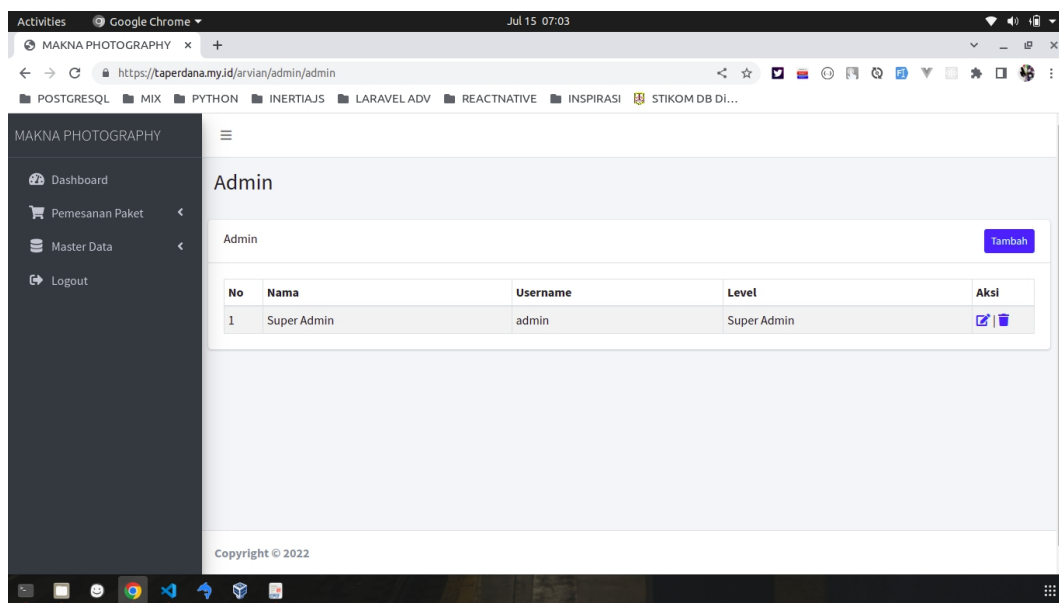 Activities Google Chrome Jul 15 07:03
MAKNA PHOTOGRAPHY
https://taperdana.my.id/arvian/admin/admin
POSTGRESQL MIX PYTHON INERTIAJS LARAVEL ADV REACTNATIVE INSPIRASI STIKOM DB Di...
MAKNA PHOTOGRAPHY
Dashboard
Pemesanan Paket
Master Data
Logout
Admin
Admin Tambah
No Nama Username Level Aksi
1 Super Admin admin Super Admin |
Copyright © 2022